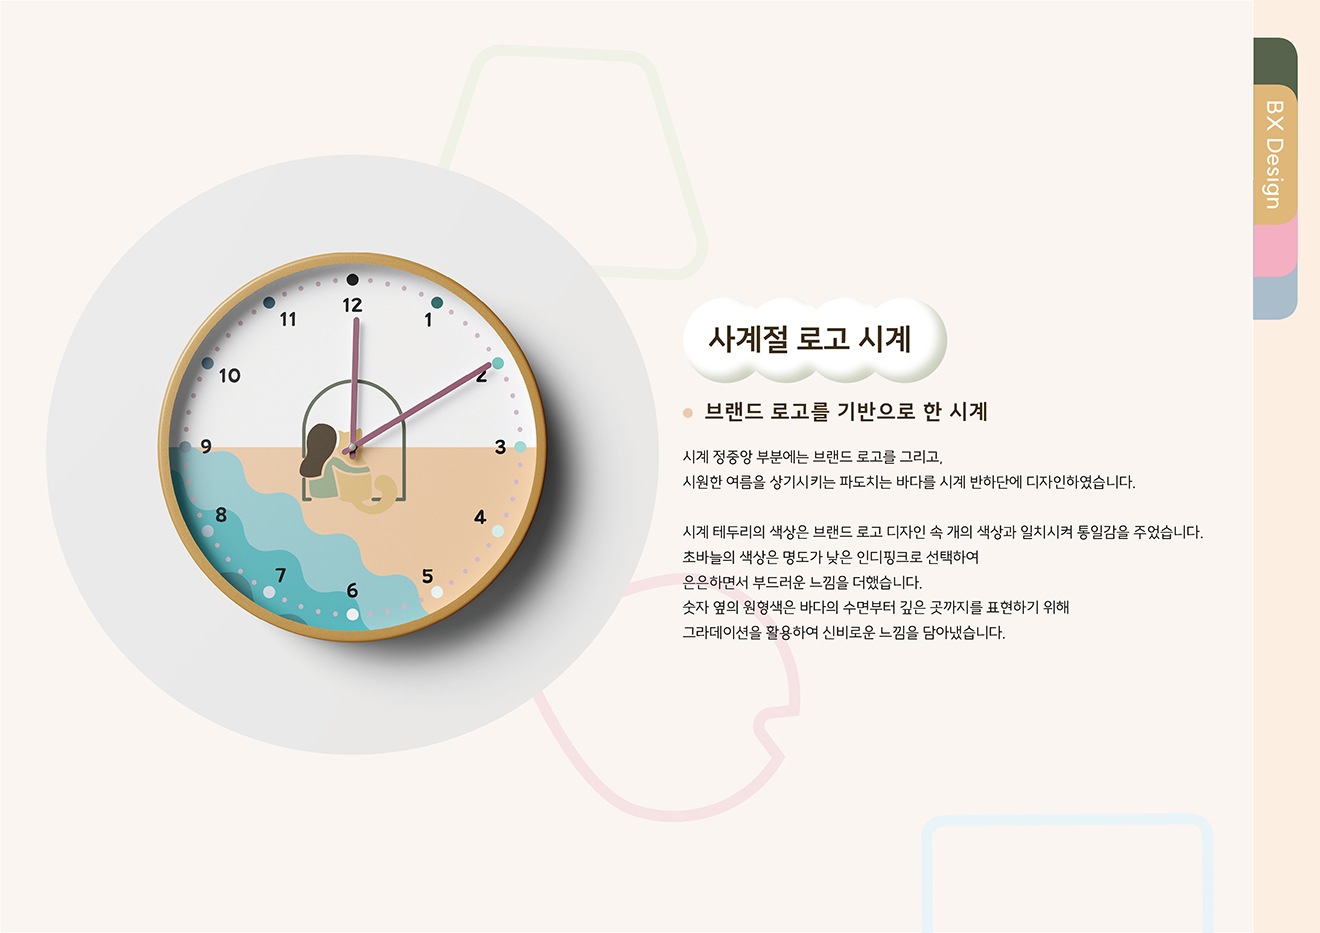 BX Design
12
11
1
10
2
9
3
8
4
7
5
6
사계절 로고 시계
브랜드 로고를 기반으로 한 시계
시계 정중앙 부분에는 브랜드 로고를 그리고,
시원한 여름을 상기시키는 파도치는 바다를 시계 반하단에 디자인하였습니다.
시계 테두리의 색상은 브랜드 로고 디자인 속 개의 색상과 일치시켜 통일감을 주었습니다.
초바늘의 색상은 명도가 낮은 인디핑크로 선택하여
은은하면서 부드러운 느낌을 더했습니다.
숫자 옆의 원형색은 바다의 수면부터 깊은 곳까지를 표현하기 위해
그라데이션을 활용하여 신비로운 느낌을 담아냈습니다.